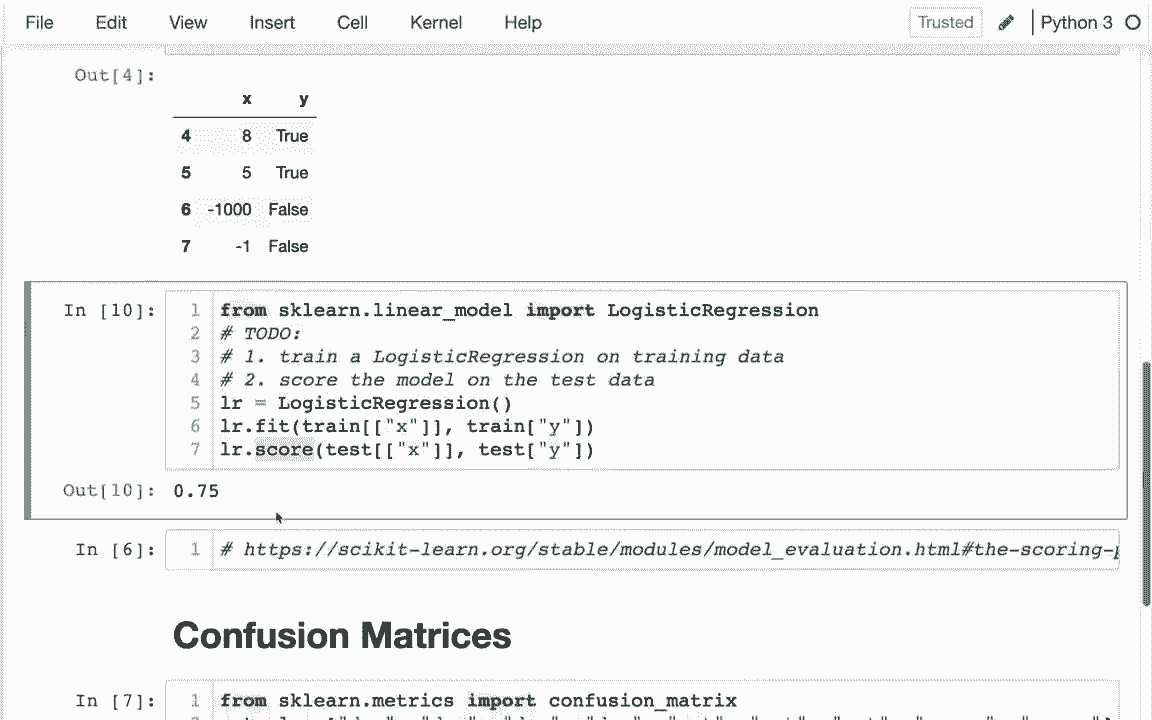 File Edit View Insert Cell Kernel Help Trusted Python 3
Out[4]:
x y
4 8 True
5 5 True
6 -1000 False
7 -1 False
In [10]: 1 from sklearn.linear_model import LogisticRegression
2 # TODO:
3 # 1. train a LogisticRegression on training data
4 # 2. score the model on the test data
5 lr = LogisticRegression()
6 lr.fit(train[["x"]], train["y"])
7 lr.score(test[["x"]], test["y"])
Out[10]: 0.75
In [6]: 1 # https://scikit-learn.org/stable/modules/model_evaluation.html#the-scoring-
Confusion Matrices
In [7]: 1 from sklearn.metrics import confusion_matrix